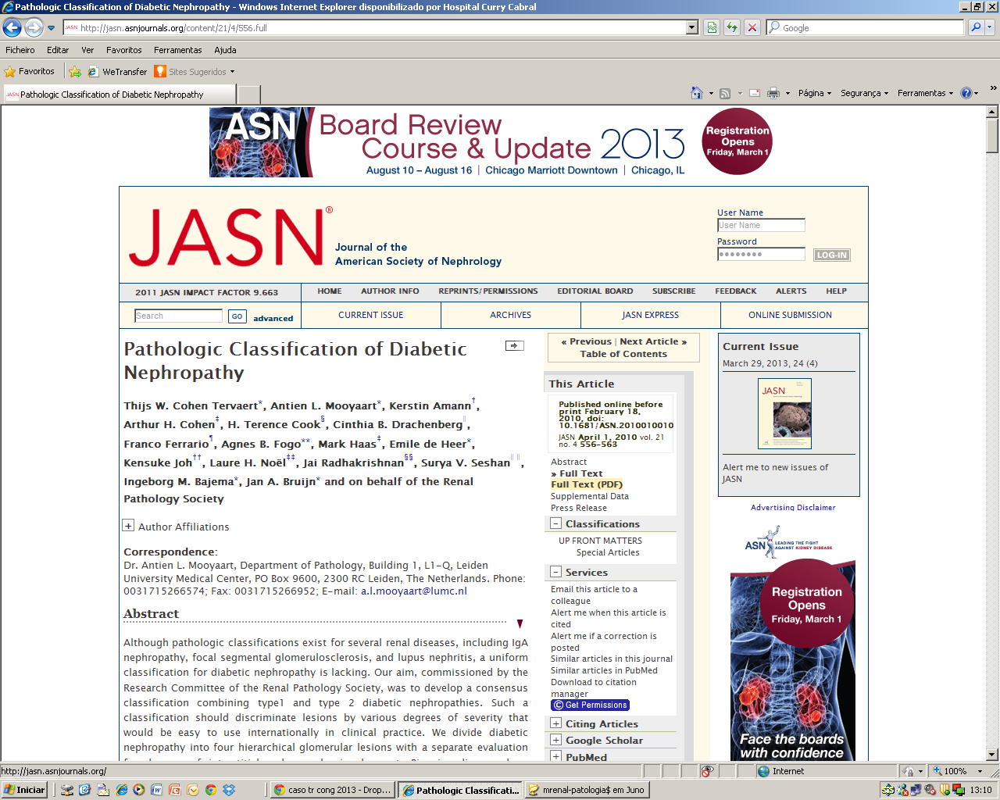 Pathologic Classification of Diabetic Nephropathy - Windows Internet Explorer disponibilizado por Hospital Curry Cabral
JASN http://jasn.asnjournals.org/content/21/4/556.full
Google
Ficheiro Editar Ver Favoritos Ferramentas Ajuda
Favoritos WeTransfer Sites Sugeridos
JASN Pathologic Classification of Diabetic Nephropathy
Página Segurança Ferramentas »
ASN Board Review
Course & Update 2013
August 10 – August 16 | Chicago Marriott Downtown | Chicago, IL
Registration
Opens
Friday, March 1
JASN®
Journal of the
American Society of Nephrology
User Name
User Name
Password
LOG-IN
2011 JASN IMPACT FACTOR 9.663
HOME AUTHOR INFO REPRINTS/PERMISSIONS EDITORIAL BOARD SUBSCRIBE FEEDBACK ALERTS HELP
Search GO advanced
CURRENT ISSUE ARCHIVES JASN EXPRESS ONLINE SUBMISSION
Pathologic Classification of Diabetic
Nephropathy
Thijs W. Cohen Tervaert*, Antien L. Mooyaart*, Kerstin Amann†,
Arthur H. Cohen‡, H. Terence Cook§, Cinthia B. Drachenberg‖,
Franco Ferrario¶, Agnes B. Fogo**, Mark Haas‡, Emile de Heer*,
Kensuke Joh††, Laure H. Noël‡‡, Jai Radhakrishnan§§, Surya V. Seshan‖‖,
Ingeborg M. Bajema*, Jan A. Bruijn* and on behalf of the Renal
Pathology Society
+ Author Affiliations
Correspondence:
Dr. Antien L. Mooyaart, Department of Pathology, Building 1, L1-Q, Leiden
University Medical Center, PO Box 9600, 2300 RC Leiden, The Netherlands. Phone:
0031715266574; Fax: 0031715266952; E-mail: a.l.mooyaart@lumc.nl
Abstract
Although pathologic classifications exist for several renal diseases, including IgA
nephropathy, focal segmental glomerulosclerosis, and lupus nephritis, a uniform
classification for diabetic nephropathy is lacking. Our aim, commissioned by the
Research Committee of the Renal Pathology Society, was to develop a consensus
classification combining type1 and type 2 diabetic nephropathies. Such a
classification should discriminate lesions by various degrees of severity that
would be easy to use internationally in clinical practice. We divide diabetic
nephropathy into four hierarchical glomerular lesions with a separate evaluation
« Previous | Next Article »
Table of Contents
This Article
Published online before
print February 18,
2010, doi:
10.1681/ASN.2010010010
JASN April 1, 2010 vol. 21
no. 4 556-563
Abstract
» Full Text
Full Text (PDF)
Supplemental Data
Press Release
− Classifications
UP FRONT MATTERS
Special Articles
− Services
Email this article to a
colleague
Alert me when this article is
cited
Alert me if a correction is
posted
Similar articles in this journal
Similar articles in PubMed
Download to citation
manager
© Get Permissions
+ Citing Articles
+ Google Scholar
+ PubMed
Current Issue
March 29, 2013, 24 (4)
JASN
Alert me to new issues of
JASN
Advertising Disclaimer
ASN LEADING THE FIGHT
AGAINST KIDNEY DISEASE
Registration
Opens
Friday, March 1
Face the boards
with confidence
http://jasn.asnjournals.org/
Internet
100%
Iniciar
caso tr cong 2013 - Drop...
Pathologic Classificati...
mrenal-patologia$ em Juno
13:10